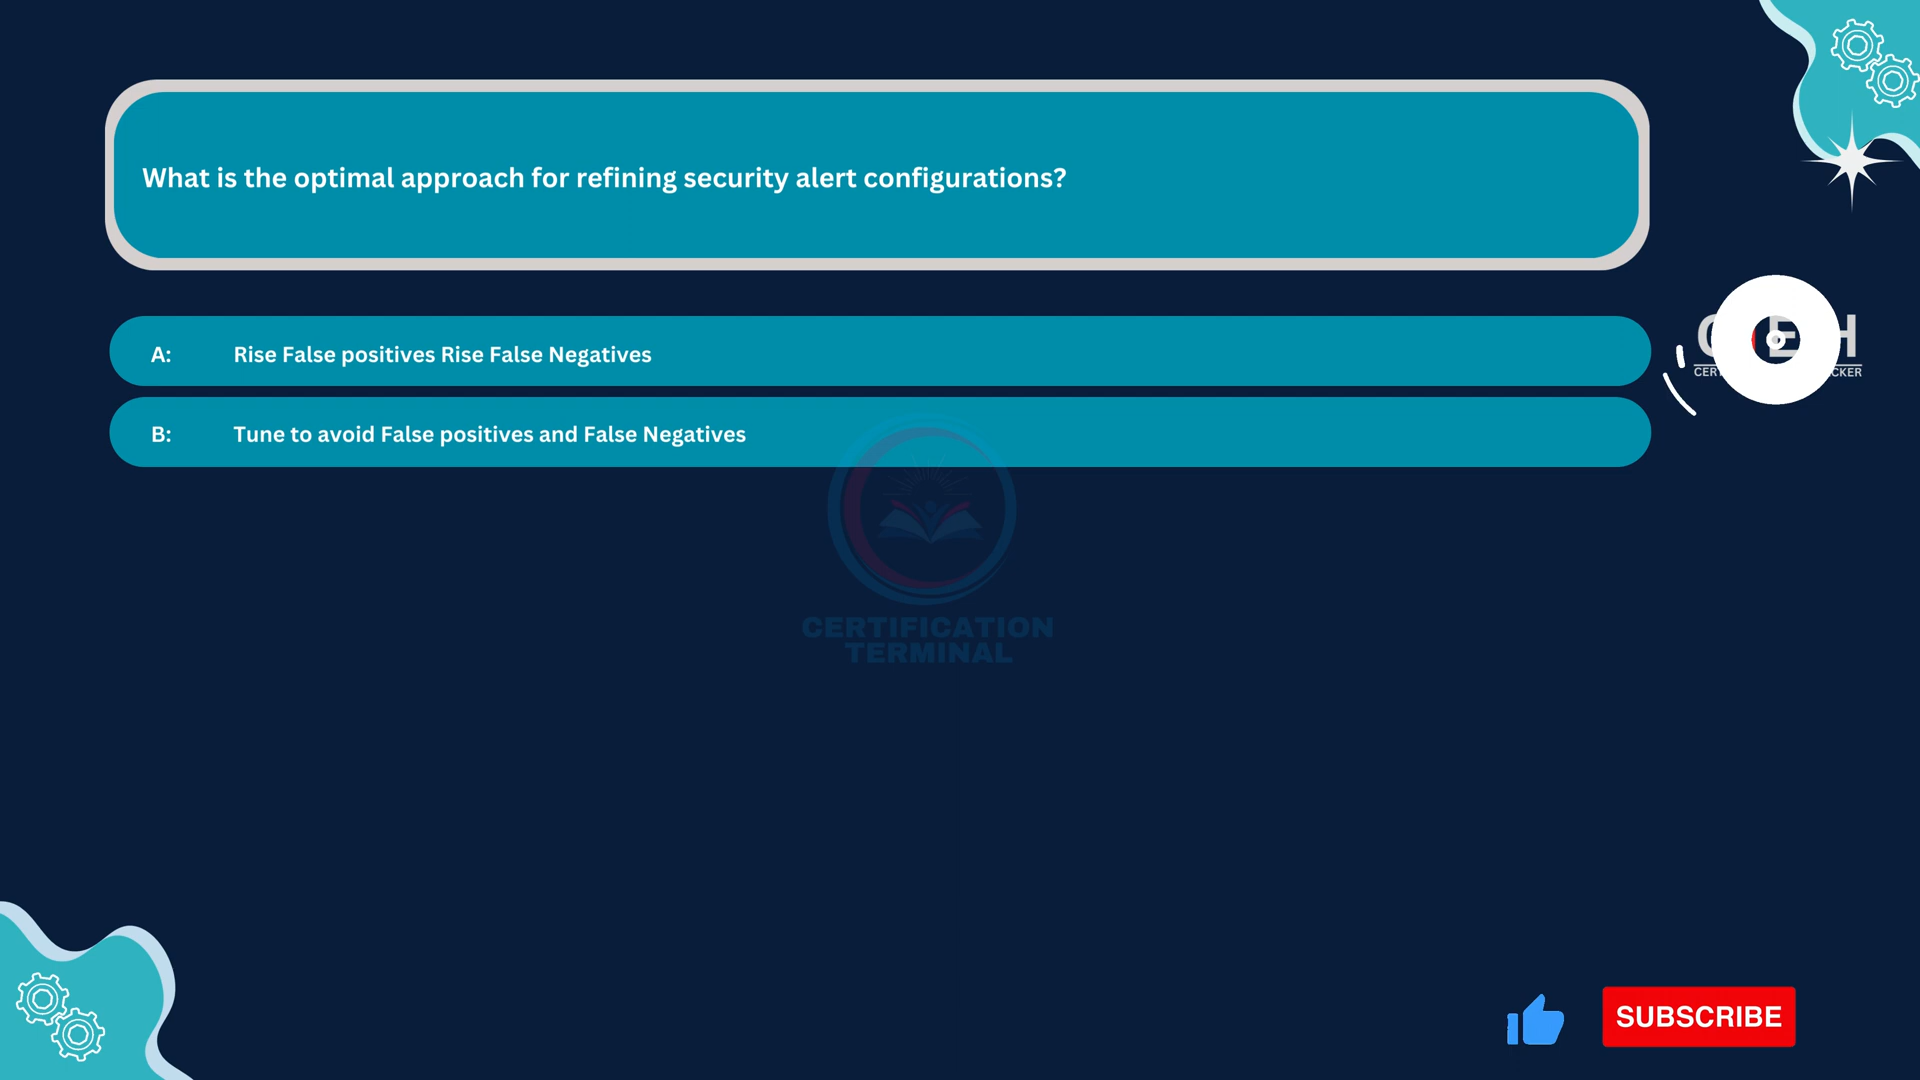 What is the optimal approach for refining security alert configurations?
A: Rise False positives Rise False Negatives
B: Tune to avoid False positives and False Negatives
CERTIFICATION
TERMINAL
SUBSCRIBE